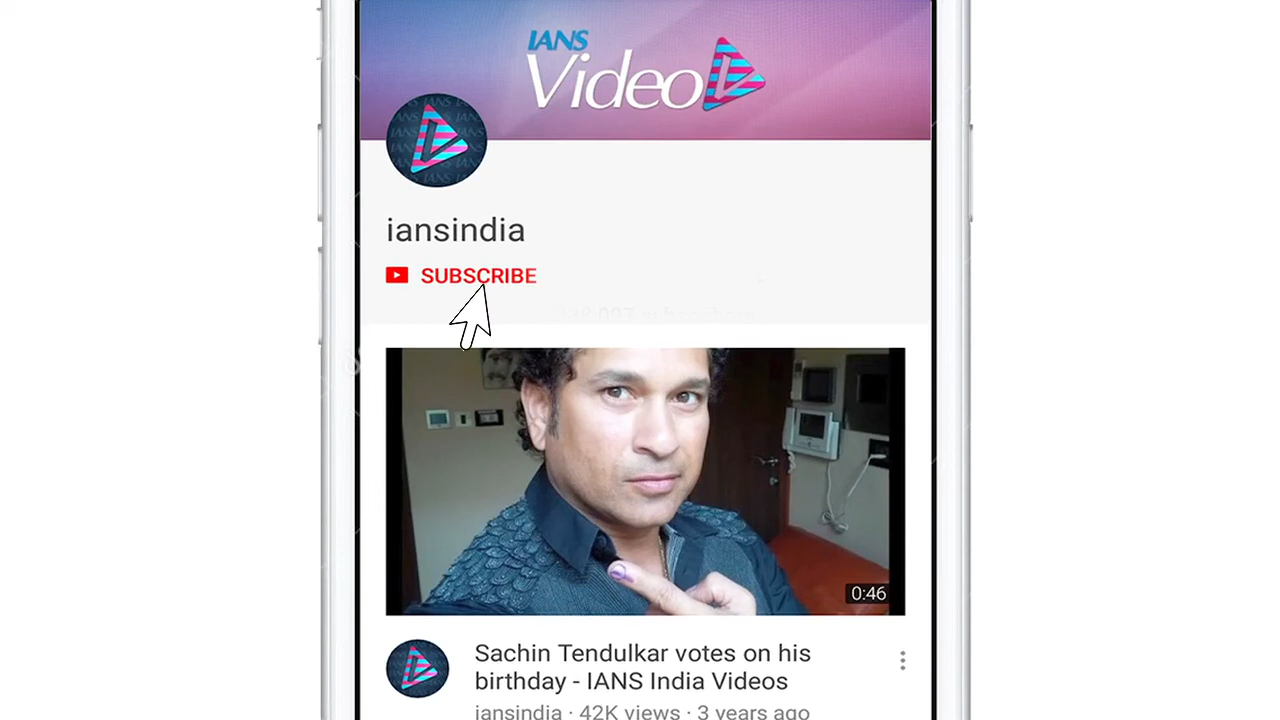 IANS
Video
iansindia
SUBSCRIBE
0:46
Sachin Tendulkar votes on his
birthday - IANS India Videos
iansindia · 42K views · 3 years ago